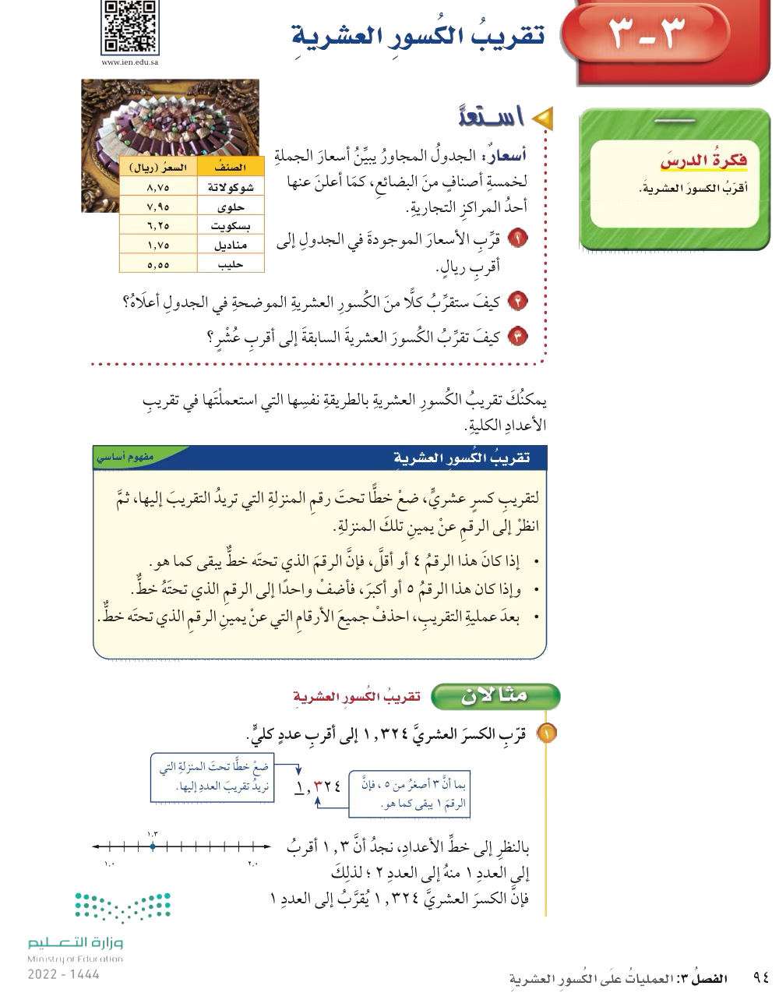 ٣-٣
تقريبُ الكُسورِ العشريةِ
www.ien.edu.sa
فكرةُ الدرسَ
أقرّبُ الكسورَ العشريةَ.
استعدَّ
أسعارٌ: الجدولُ المجاورُ يبيِّنُ أسعارَ الجملةِ
لخمسةِ أصنافٍ منَ البضائعِ، كمَا أعلنَ عنها
أحدُ المراكزِ التجاريةِ.
الصنفُ السعرُ (ريال)
شوكولاتة ٨,٧٥
حلوى ٧,٩٥
بسكويت ٦,٢٥
مناديل ١,٧٥
حليب ٥,٥٥
١ قرِّبِ الأسعارَ الموجودةَ في الجدولِ إلى
أقربِ ريالٍ.
٢ كيفَ ستقرِّبُ كلًّا منَ الكُسورِ العشريةِ الموضحةِ في الجدولِ أعلَاهُ؟
٣ كيفَ تقرِّبُ الكُسورَ العشريةَ السابقةَ إلى أقربِ عُشْرٍ؟
يمكنُكَ تقريبُ الكُسورِ العشريةِ بالطريقةِ نفسِها التي استعملْتَها في تقريبِ
الأعدادِ الكليةِ.
تقريبُ الكُسورِ العشريةِ
مفهوم أساسي
لتقريبِ كسرٍ عشريٍّ، ضعْ خطًّا تحتَ رقمِ المنزلةِ التي تريدُ التقريبَ إليها، ثمَّ
انظرْ إلى الرقمِ عنْ يمينِ تلكَ المنزلةِ.
• إذا كانَ هذا الرقمُ ٤ أو أقلَّ، فإنَّ الرقمَ الذي تحتَه خطٌّ يبقى كما هو.
• وإذا كان هذا الرقمُ ٥ أو أكبرَ، فأضفْ واحدًا إلى الرقمِ الذي تحتَهُ خطٌّ.
• بعدَ عمليةِ التقريبِ، احذفْ جميعَ الأرقامِ التي عنْ يمينِ الرقمِ الذي تحتَه خطٌّ.
مثالان
تقريبُ الكُسورِ العشريةِ
١ قرّبِ الكسرَ العشريَّ ١,٣٢٤ إلى أقربِ عددٍ كليٍّ.
ضعْ خطًّا تحتَ المنزلةِ التي
نريدُ تقريبَ العددِ إليها.
١,٣٢٤
بما أنَّ ٣ أصغرُ من ٥ ، فإنَّ
الرقمَ ١ يبقى كما هو.
بالنظرِ إلى خطِّ الأعدادِ، نجدُ أنَّ ١,٣ أقربُ
إلى العددِ ١ منهُ إلى العددِ ٢ ؛ لذلِكَ
فإنَّ الكسرَ العشريَّ ١,٣٢٤ يُقرَّبُ إلى العددِ ١
١,٣
١,٠ ٢,٠
وزارة التعليم
Ministry of Education
2022 - 1444
٩٤ الفصلُ ٣: العملياتُ علَى الكُسورِ العشريةِ